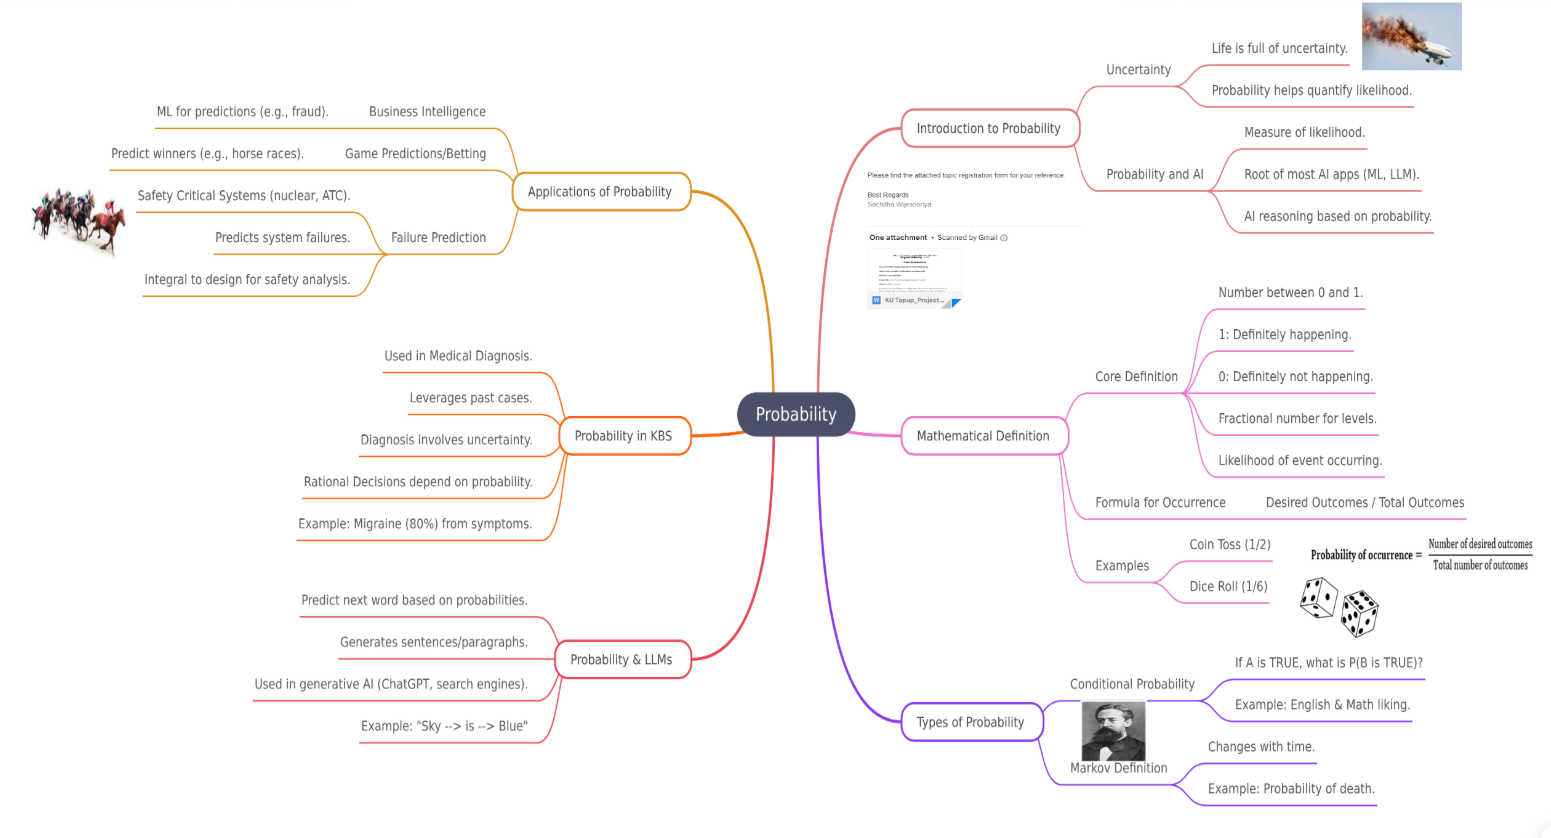 Probability
Introduction to Probability
Uncertainty
Life is full of uncertainty.
Probability helps quantify likelihood.
Probability and AI
Measure of likelihood.
Root of most AI apps (ML, LLM).
AI reasoning based on probability.
Please find the attached topic registration form for your reference.
Best Regards
Sachitha Wijesooriya
One attachment • Scanned by Gmail
W KU Topup_Project...
Mathematical Definition
Core Definition
Number between 0 and 1.
1: Definitely happening.
0: Definitely not happening.
Fractional number for levels.
Likelihood of event occurring.
Formula for Occurrence
Desired Outcomes / Total Outcomes
Examples
Coin Toss (1/2)
Dice Roll (1/6)
Probability of occurrence = Number of desired outcomes
Total number of outcomes
Types of Probability
Conditional Probability
If A is TRUE, what is P(B is TRUE)?
Example: English & Math liking.
Markov Definition
Changes with time.
Example: Probability of death.
Applications of Probability
Business Intelligence
ML for predictions (e.g., fraud).
Game Predictions/Betting
Predict winners (e.g., horse races).
Failure Prediction
Safety Critical Systems (nuclear, ATC).
Predicts system failures.
Integral to design for safety analysis.
Probability in KBS
Used in Medical Diagnosis.
Leverages past cases.
Diagnosis involves uncertainty.
Rational Decisions depend on probability.
Example: Migraine (80%) from symptoms.
Probability & LLMs
Predict next word based on probabilities.
Generates sentences/paragraphs.
Used in generative AI (ChatGPT, search engines).
Example: "Sky --> is --> Blue"